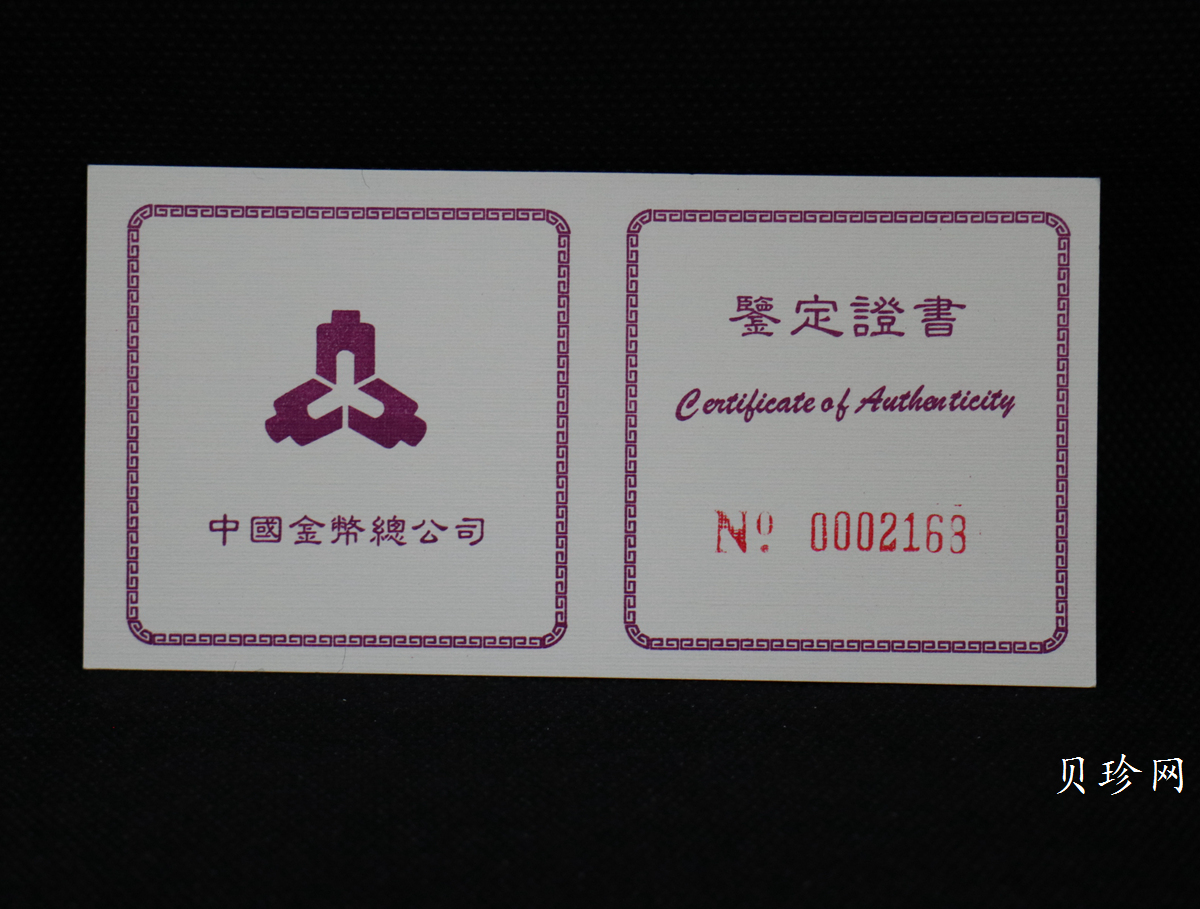 中國金幣總公司
鑒定證書
Certificate of Authenticity
Nº 0002163
贝珍网